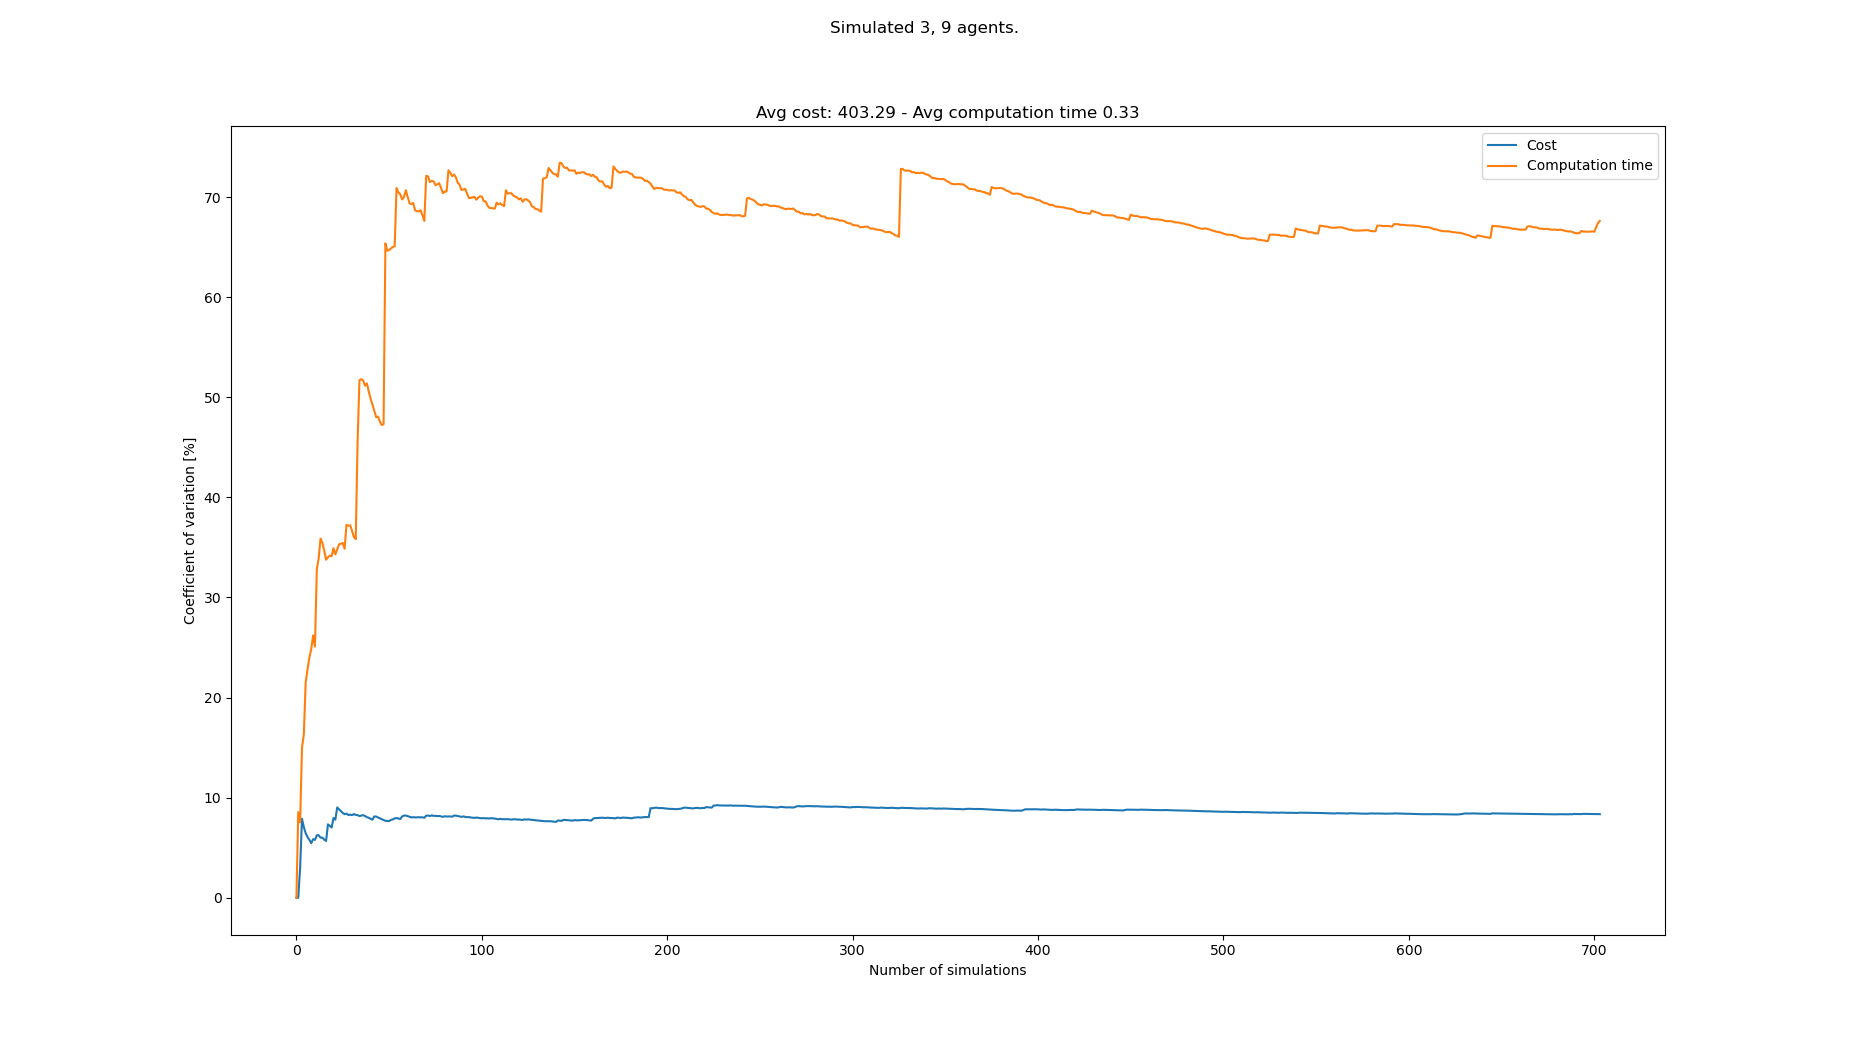 Simulated 3, 9 agents.
Avg cost: 403.29 - Avg computation time 0.33
Cost
Computation time
Coefficient of variation [%]
70
60
50
40
30
20
10
0
0 100 200 300 400 500 600 700
Number of simulations